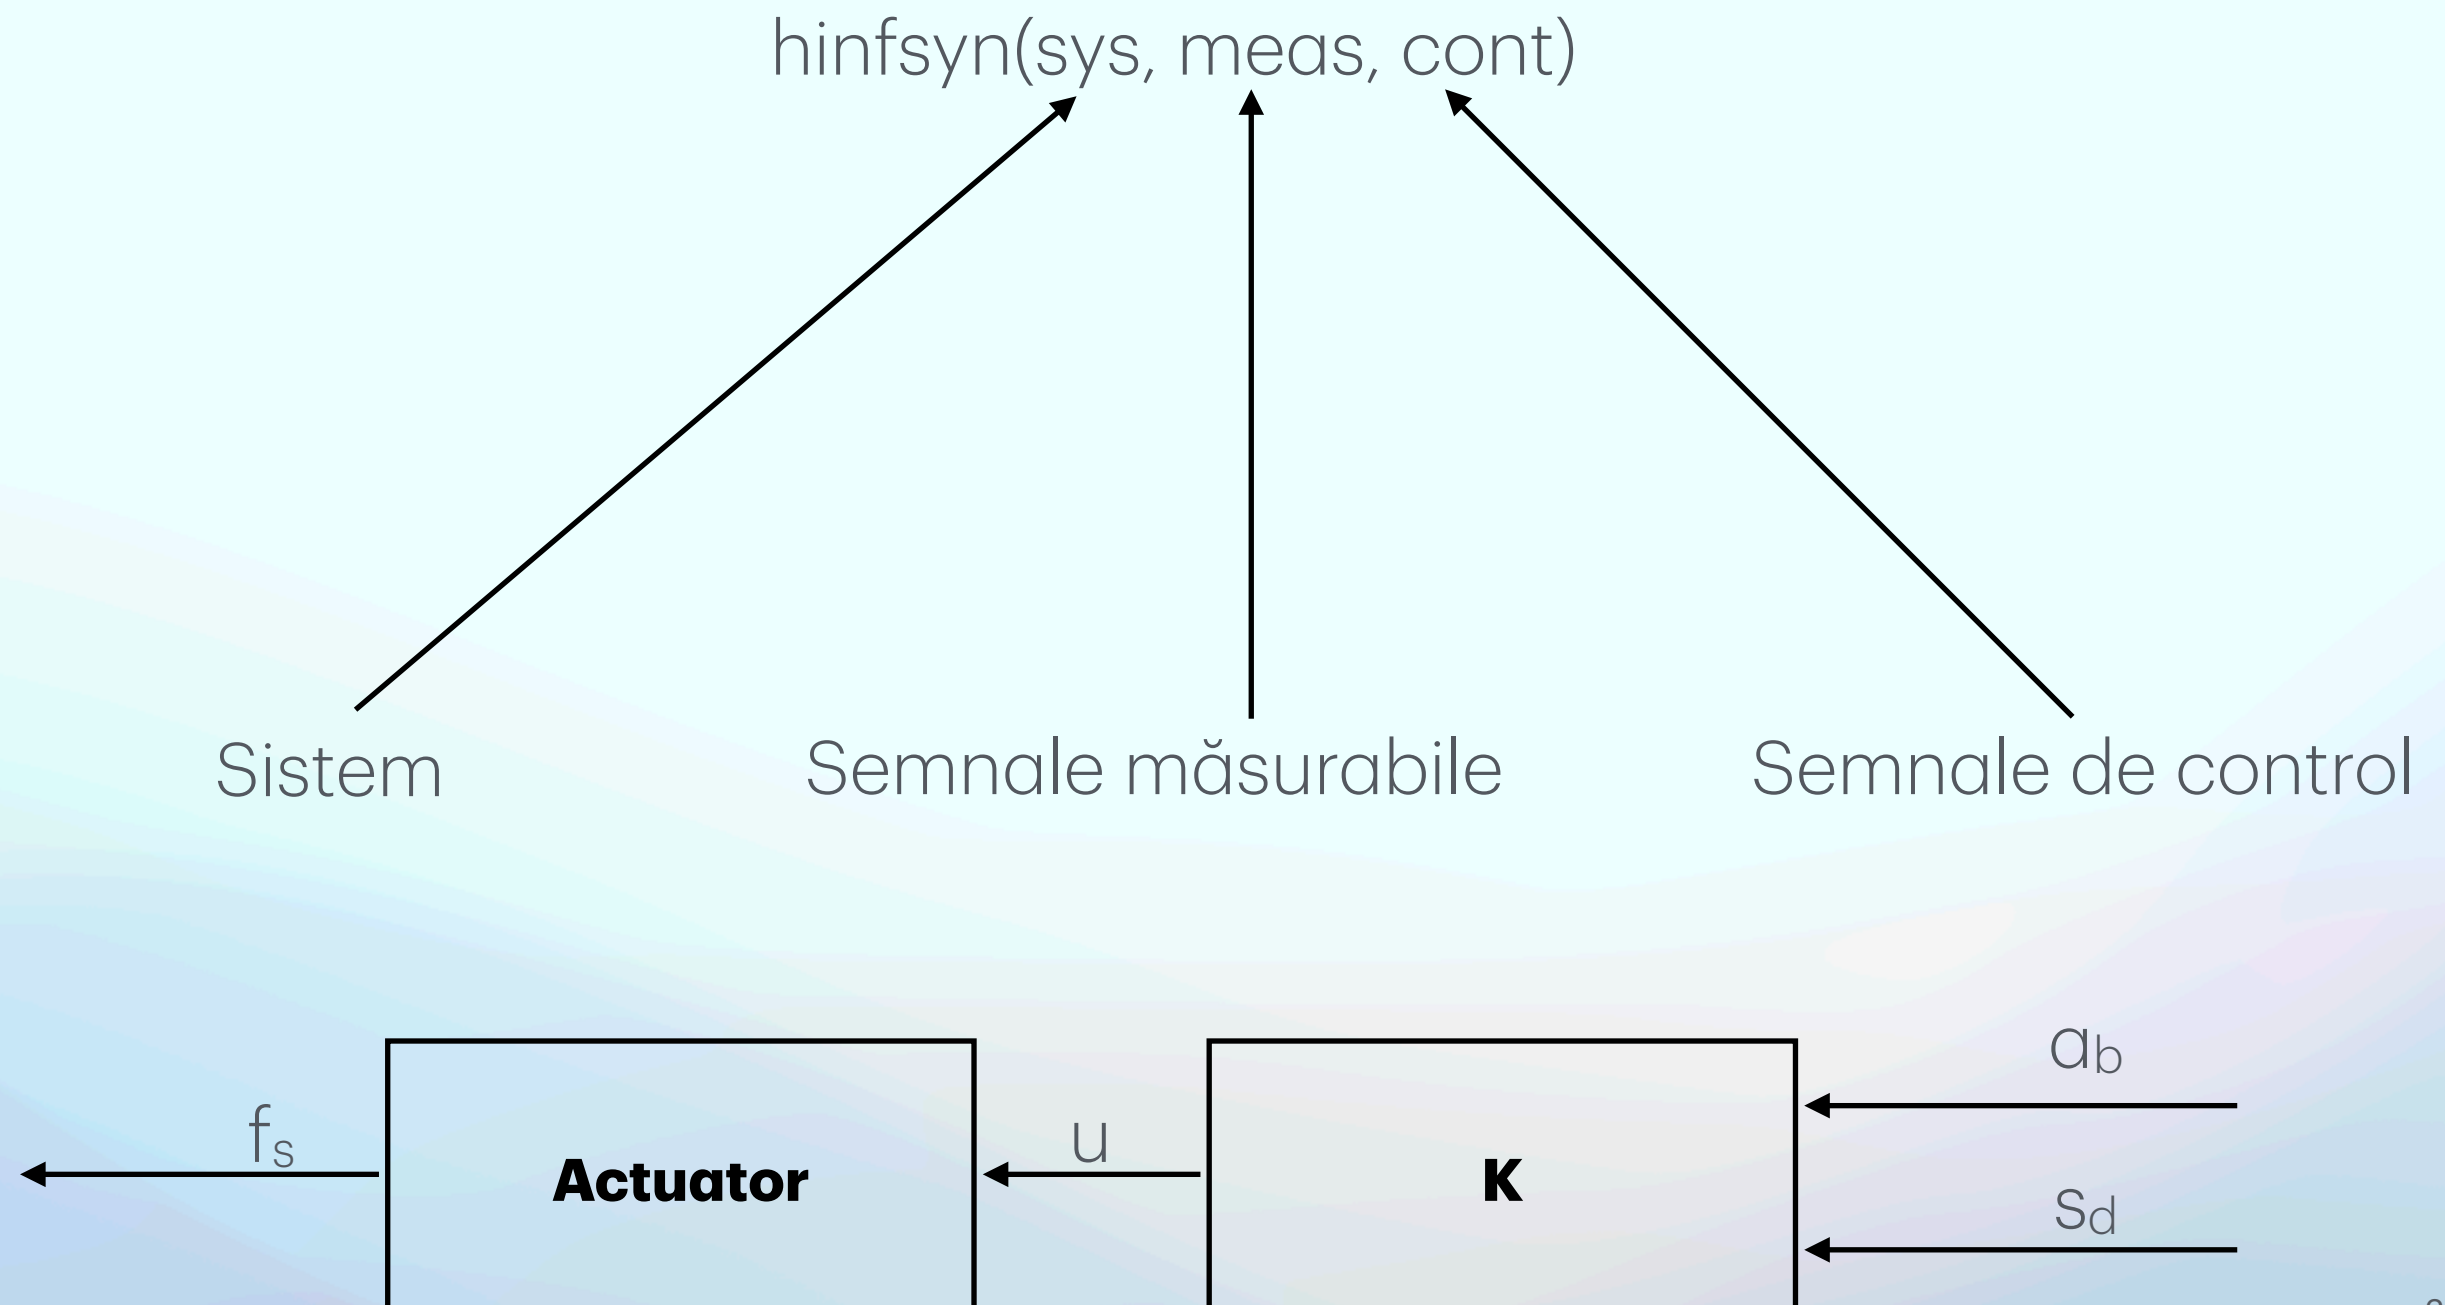 hinfsyn(sys, meas, cont)
Sistem Semnale măsurabile Semnale de control
ab
fs Actuator u K
sd